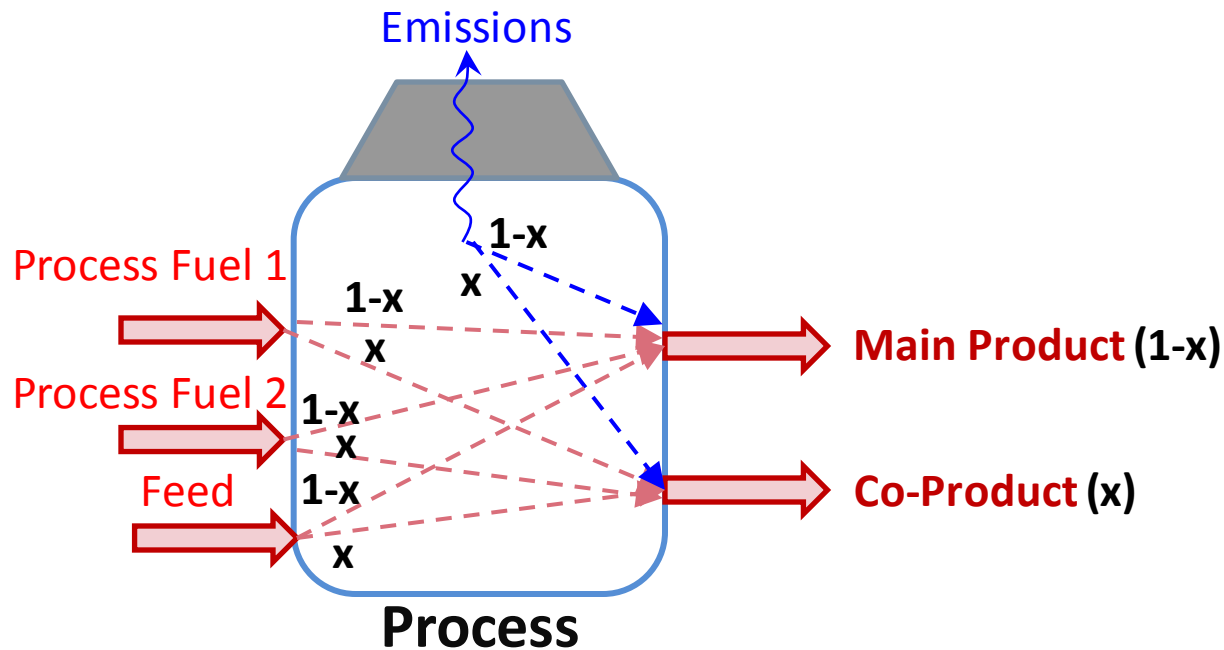 Emissions
1-x
x
Process Fuel 1
1-x
x
Main Product (1-x)
Process Fuel 2
1-x
x
Feed
1-x
x
Co-Product (x)
Process